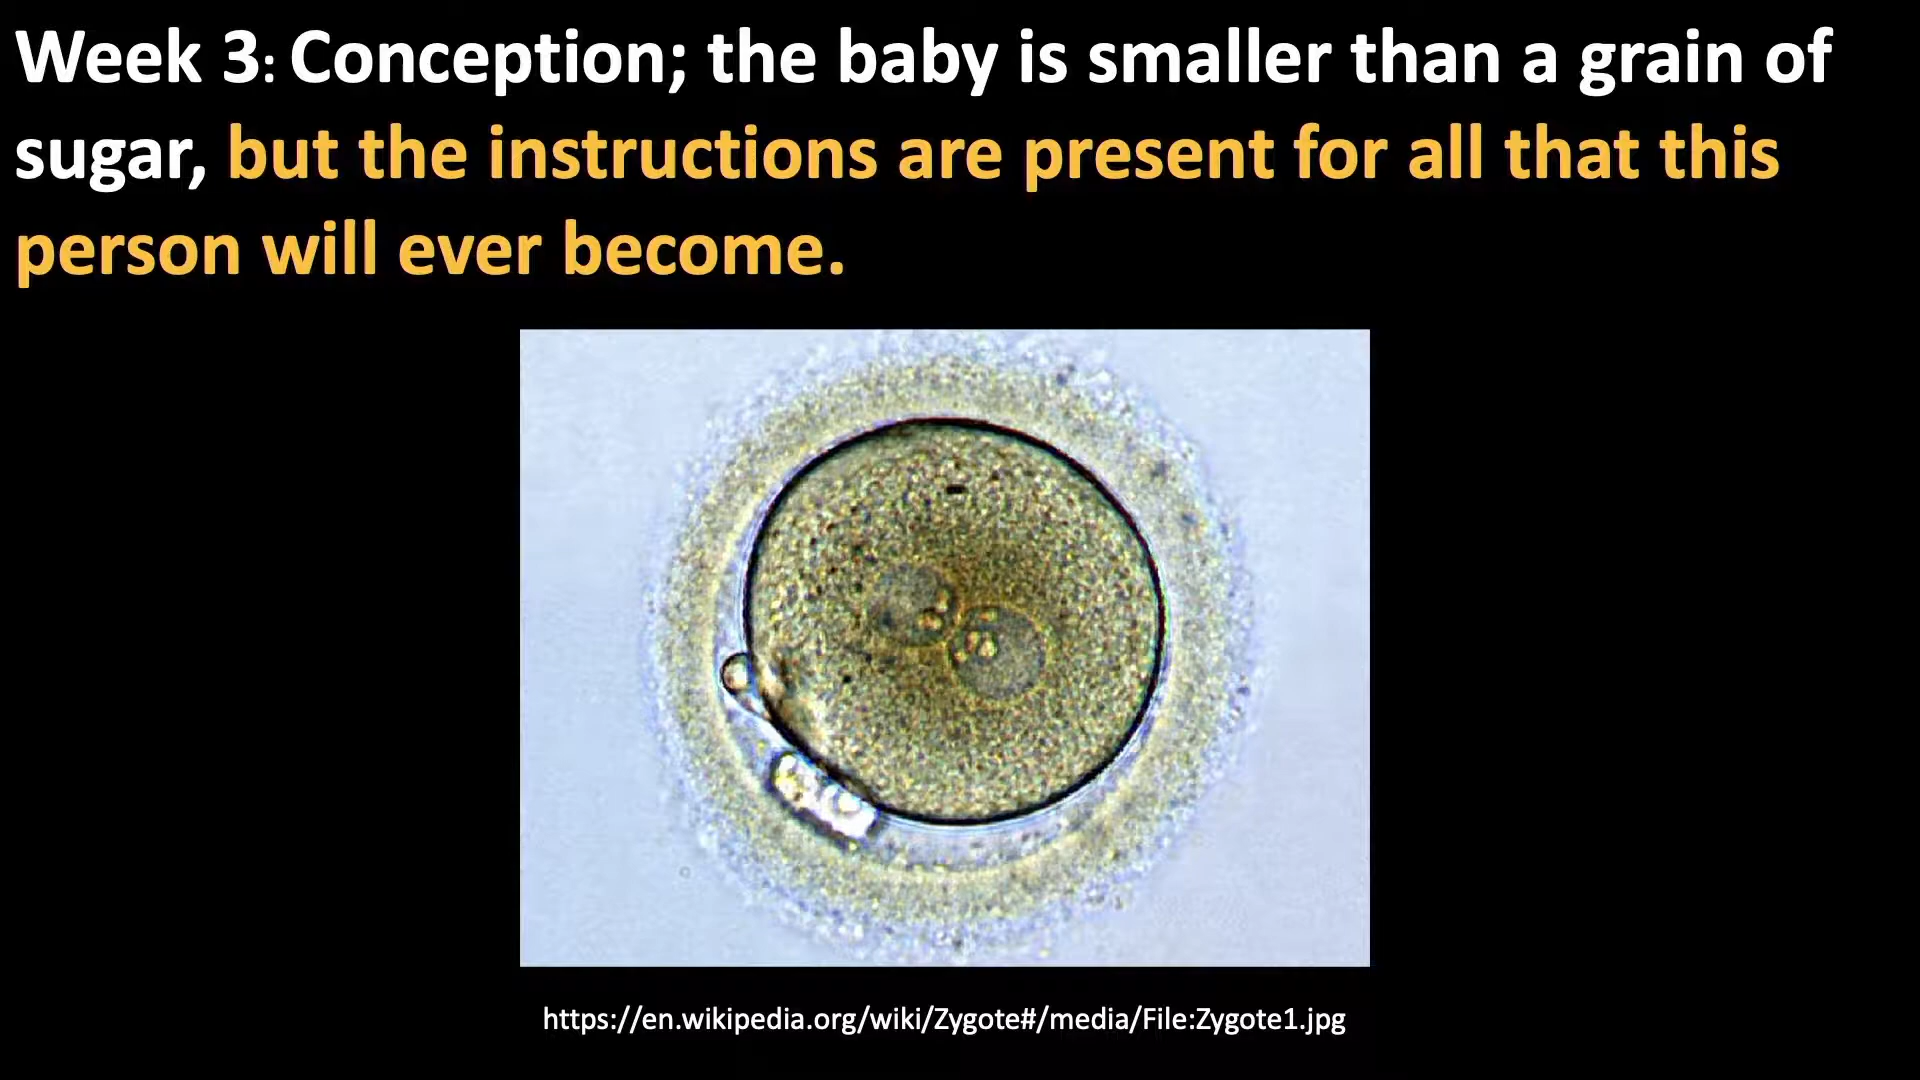 Week 3: Conception; the baby is smaller than a grain of
sugar, but the instructions are present for all that this
person will ever become.
https://en.wikipedia.org/wiki/Zygote#/media/File:Zygote1.jpg